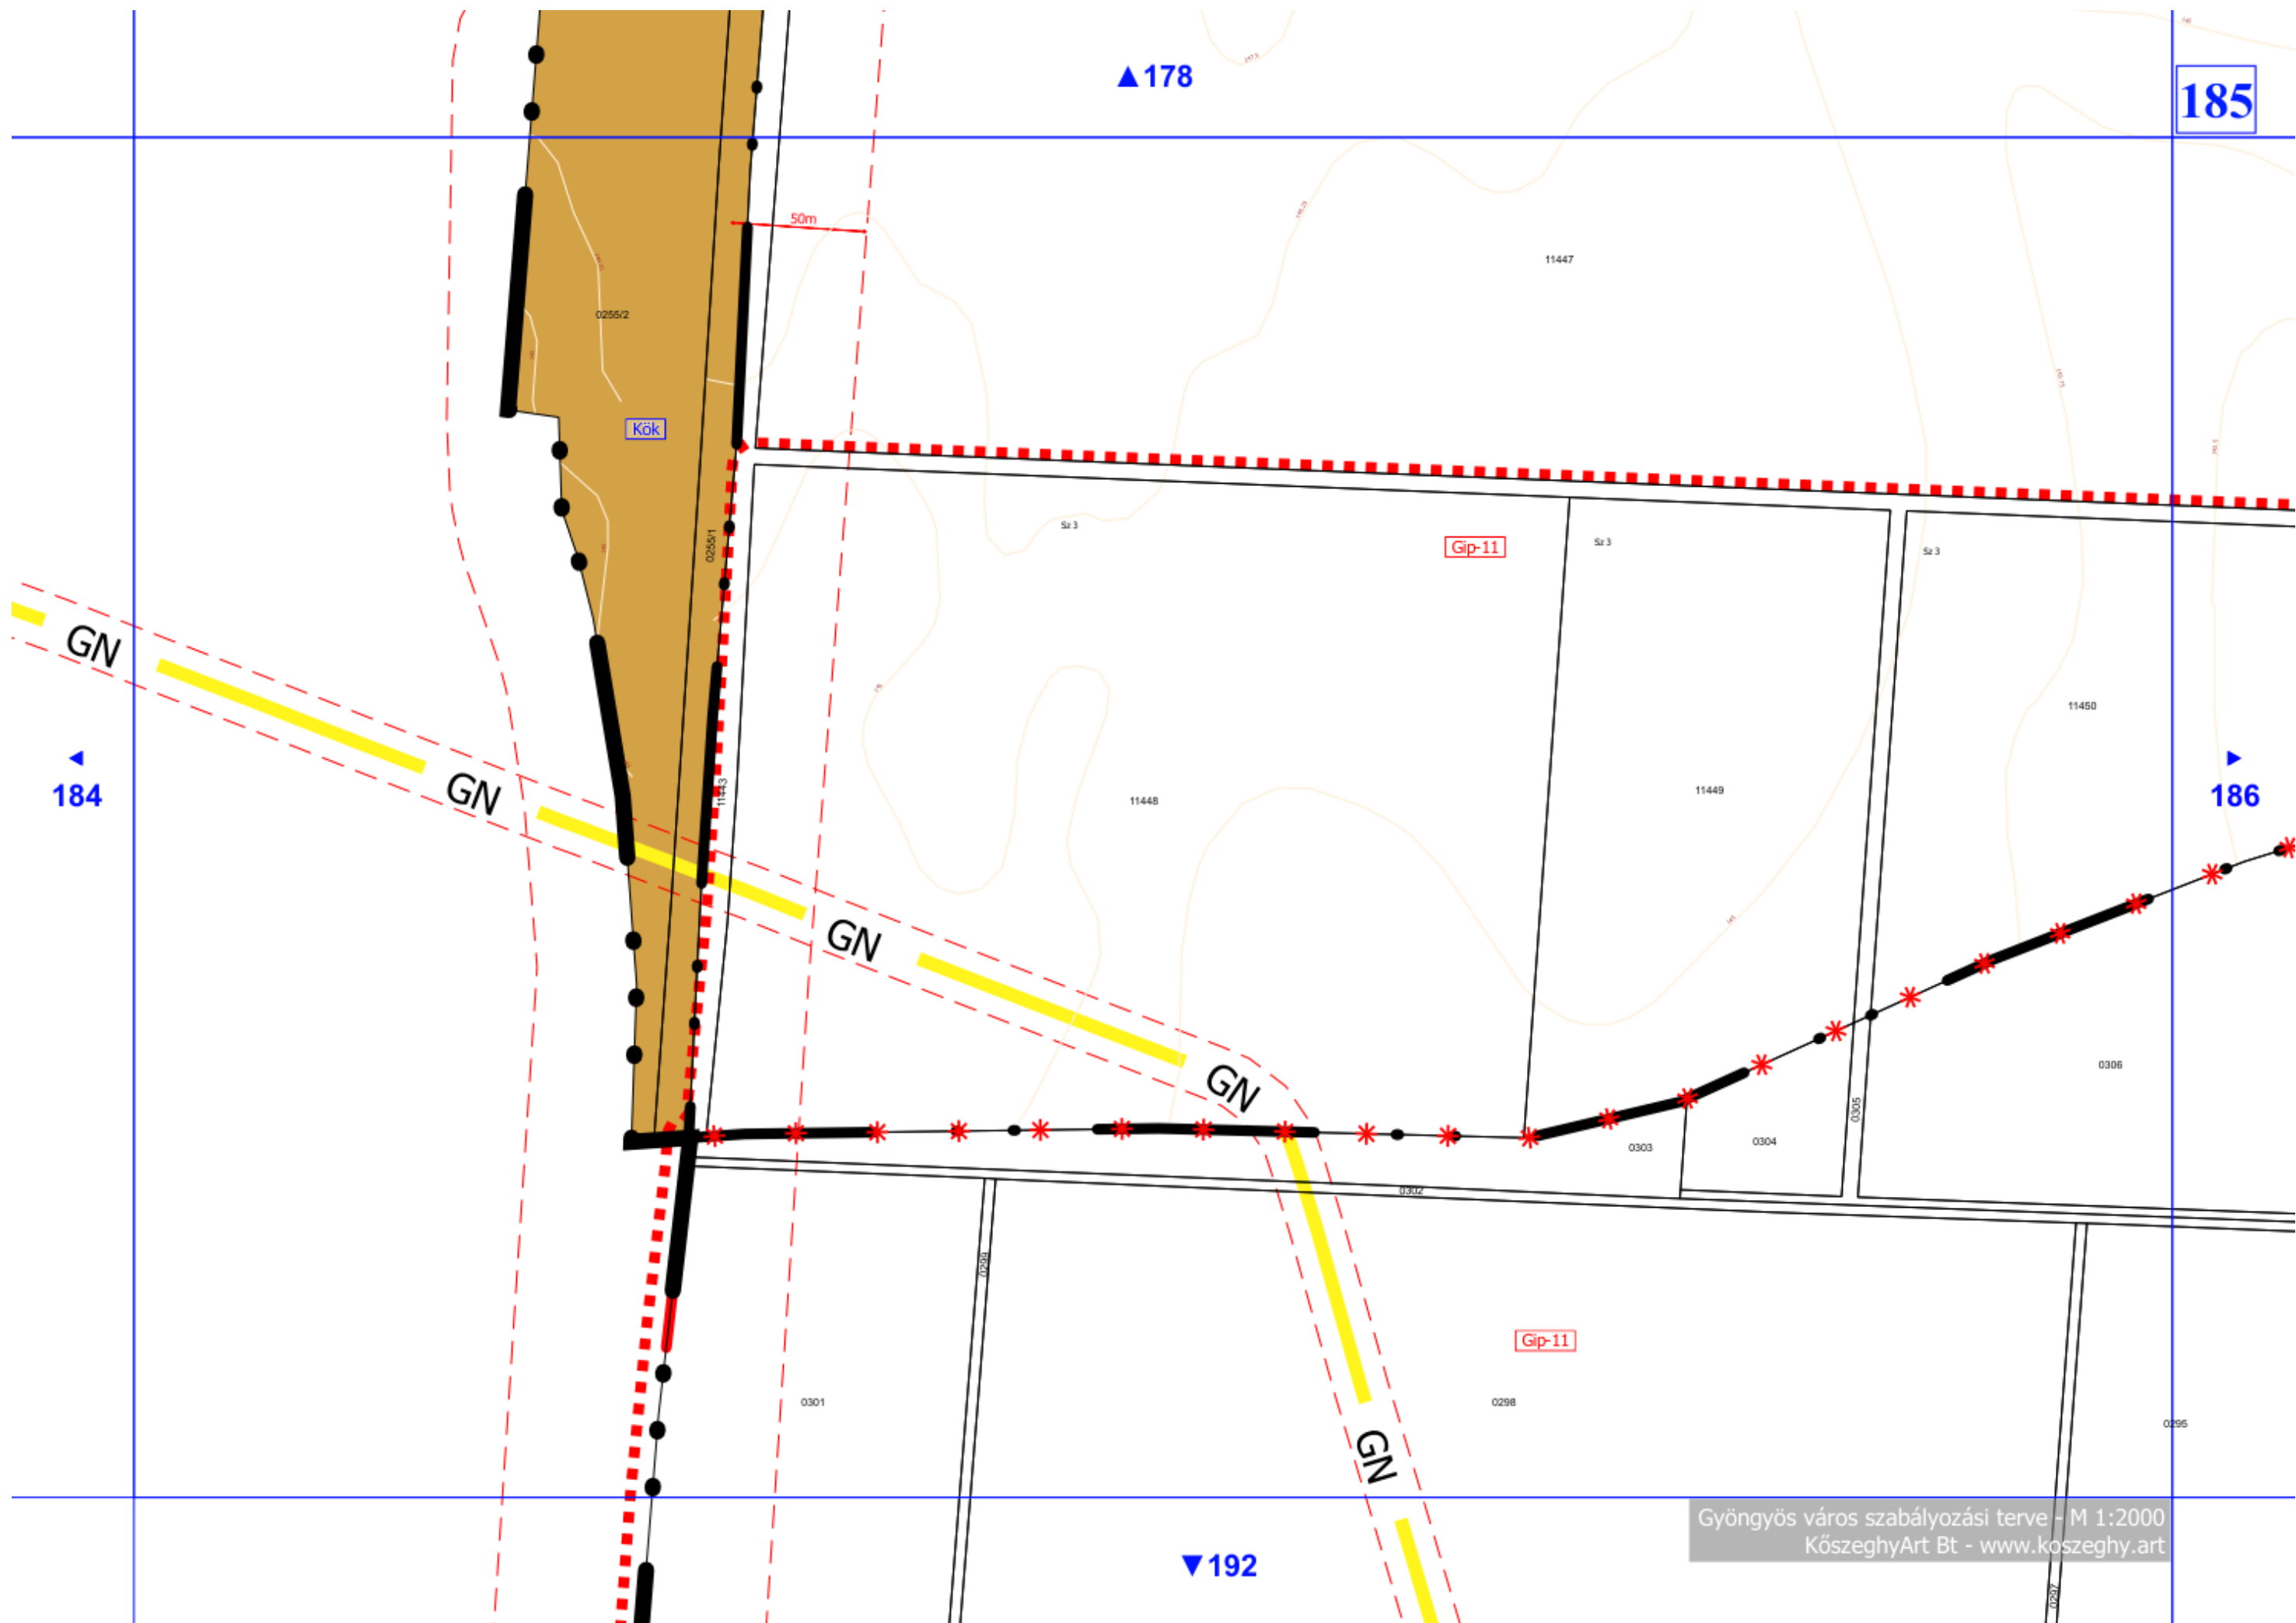 ▲178
185
50m
11447
0255/2
Kök
Sz 3
Gip-11
Sz 3
Sz 3
0255/1
GN
11450
◄
184
GN
11443
11448
11449
►
186
GN
GN
0306
0305
0303
0304
0302
0299
Gip-11
0301
0298
0295
GN
Gyöngyös város szabályozási terve - M 1:2000
KőszeghyArt Bt - www.koszeghy.art
▼192
0297